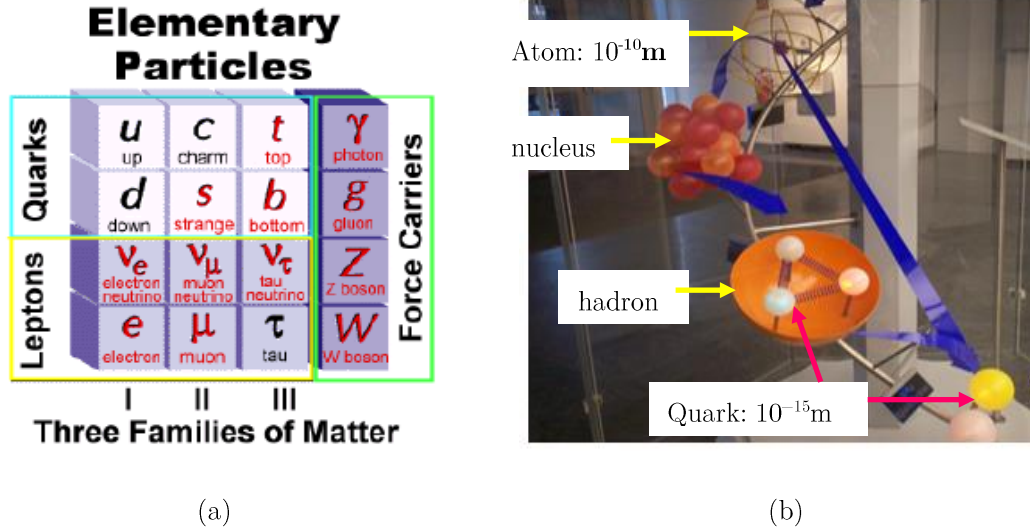 Elementary
Particles
Quarks
u
up
c
charm
t
top
γ
photon
d
down
s
strange
b
bottom
g
gluon
Leptons
νe
electron
neutrino
νμ
muon
neutrino
ντ
tau
neutrino
Z
Z boson
e
electron
μ
muon
τ
tau
W
W boson
Force Carriers
I II III
Three Families of Matter
(a)
Atom: 10⁻¹⁰m
nucleus
hadron
Quark: 10⁻¹⁵m
(b)